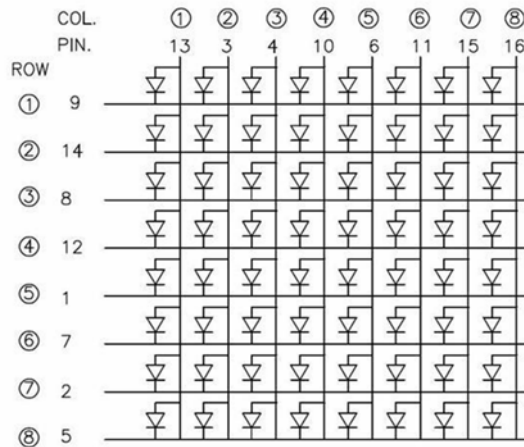 COL. ① ② ③ ④ ⑤ ⑥ ⑦ ⑧
PIN. 13 3 4 10 6 11 15 16
ROW
① 9
② 14
③ 8
④ 12
⑤ 1
⑥ 7
⑦ 2
⑧ 5